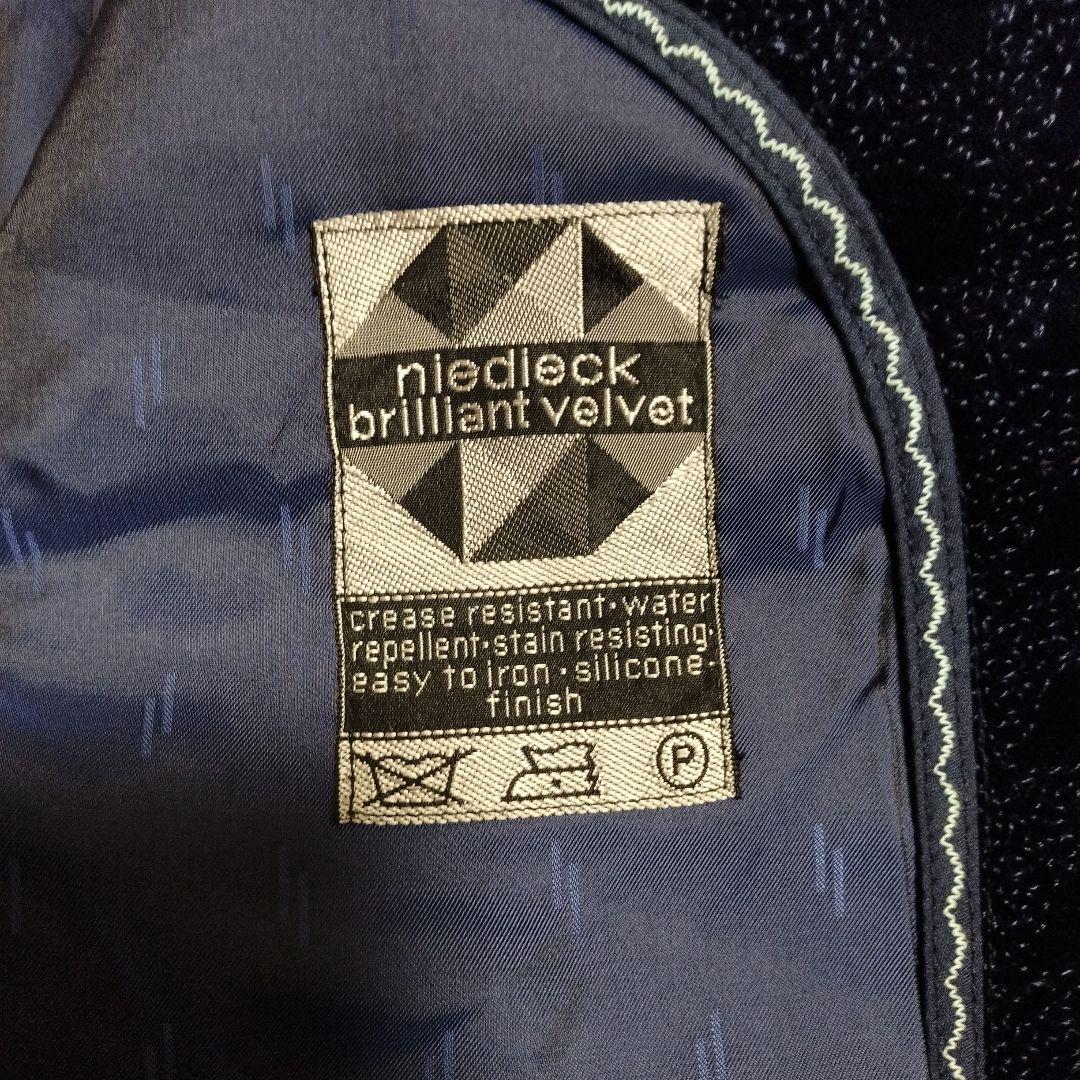 niedieck
brilliant velvet
crease resistant · water
repellent · stain resisting ·
easy to iron · silicone ·
finish
P